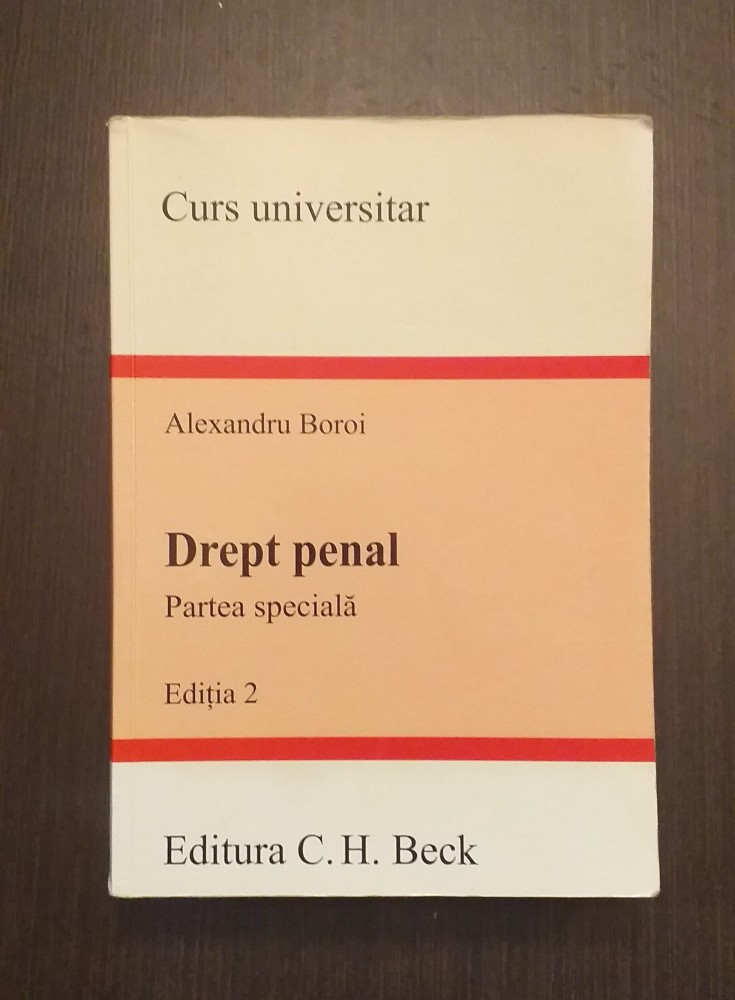 Curs universitar
Alexandru Boroi
Drept penal
Partea specială
Ediția 2
Editura C. H. Beck